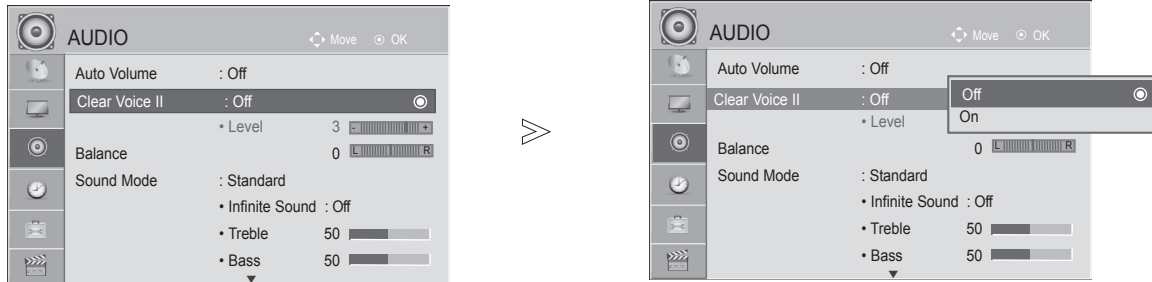 AUDIO
Move OK
Auto Volume : Off
Clear Voice II : Off
• Level 3 - +
Balance 0 L R
Sound Mode : Standard
• Infinite Sound : Off
• Treble 50
• Bass 50
AUDIO
Move OK
Auto Volume : Off
Clear Voice II : Off
• Level
Off
On
Balance 0 L R
Sound Mode : Standard
• Infinite Sound : Off
• Treble 50
• Bass 50